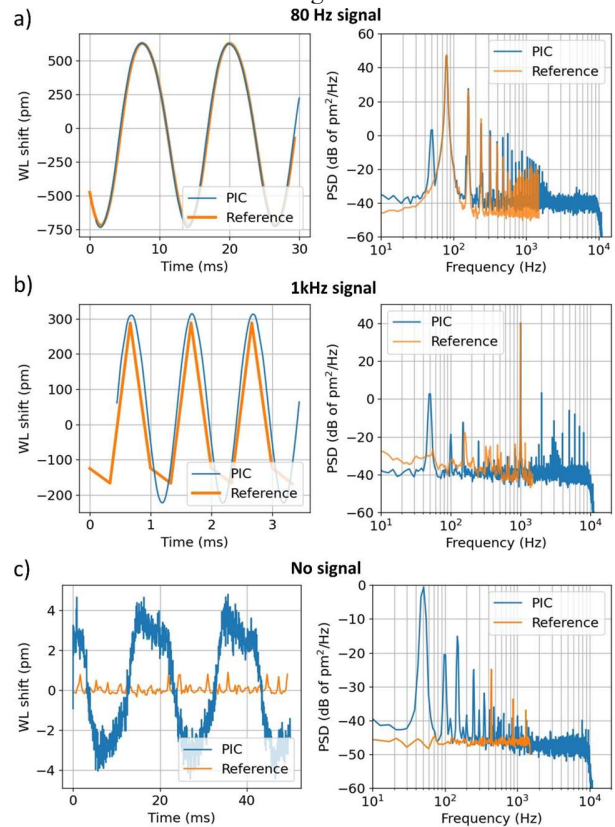 a)
80 Hz signal
WL shift (pm)
500
250
0
−250
−500
−750
0
10
20
30
Time (ms)
PIC
Reference
PSD (dB of pm²/Hz)
60
40
20
0
−20
−40
−60
10¹
10²
10³
10⁴
Frequency (Hz)
PIC
Reference
b)
1kHz signal
WL shift (pm)
300
200
100
0
−100
−200
0
1
2
3
Time (ms)
PIC
Reference
PSD (dB of pm²/Hz)
40
20
0
−20
−40
−60
10¹
10²
10³
10⁴
Frequency (Hz)
PIC
Reference
c)
No signal
WL shift (pm)
4
2
0
−2
−4
0
20
40
Time (ms)
PIC
Reference
PSD (dB of pm²/Hz)
0
−10
−20
−30
−40
−50
−60
10¹
10²
10³
10⁴
Frequency (Hz)
PIC
Reference